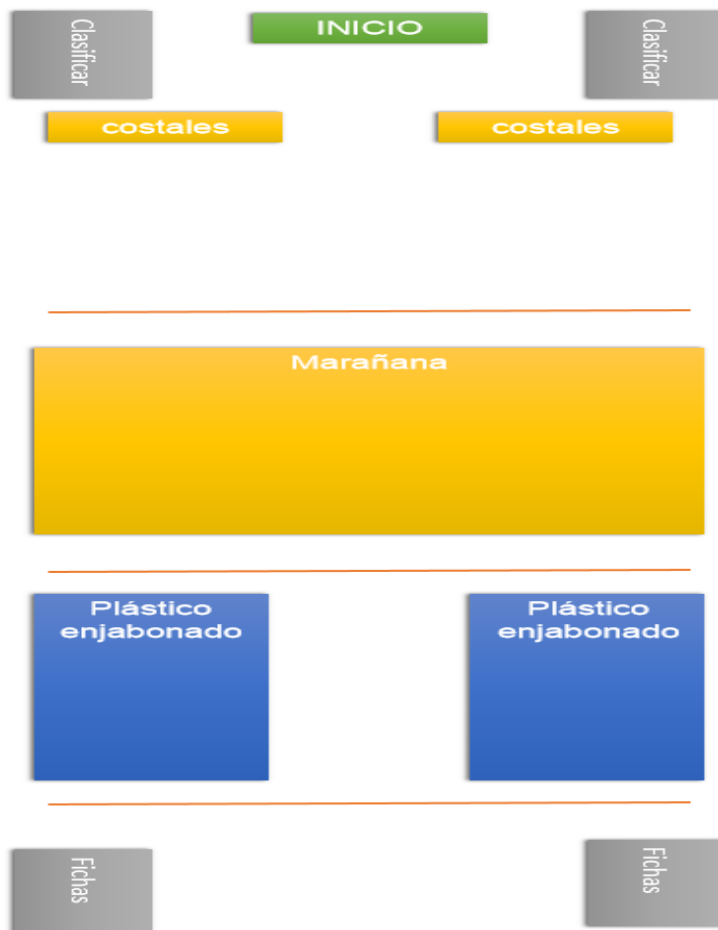 Clasificar
INICIO
Clasificar
costales
costales
Marañana
Plástico
enjabonado
Plástico
enjabonado
Fichas
Fichas